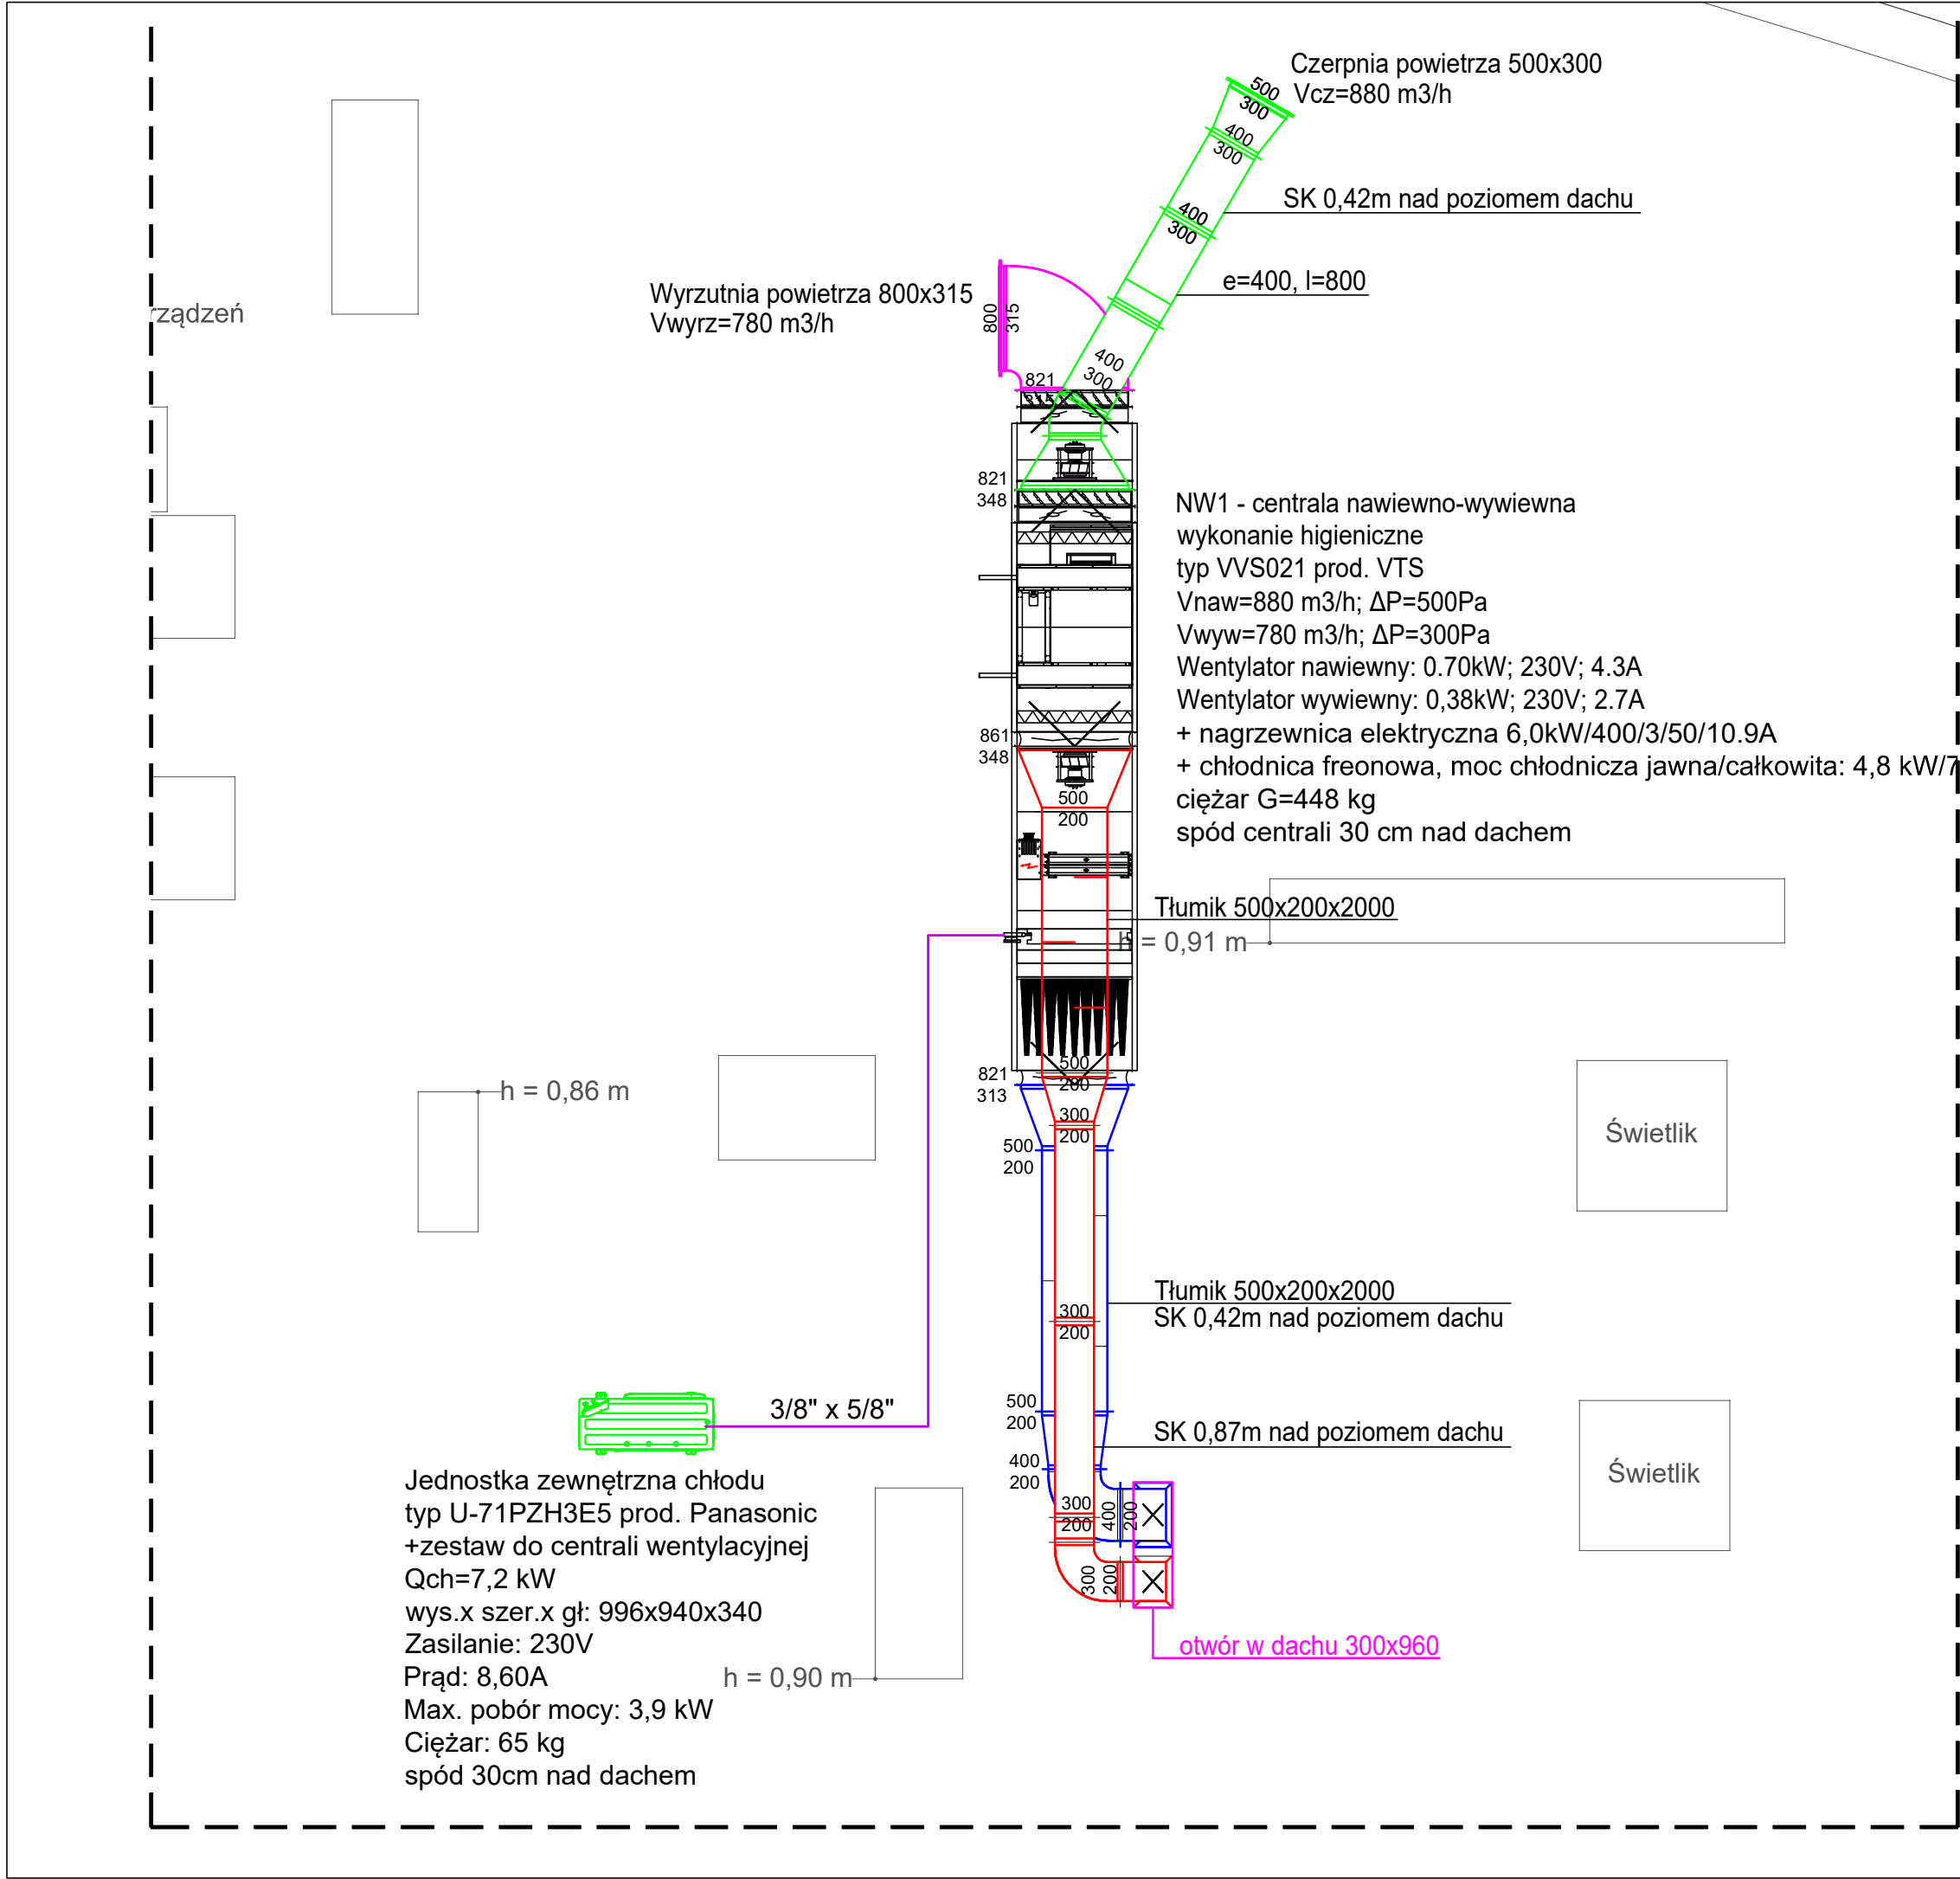 Czerpnia powietrza 500x300
Vcz=880 m3/h
500
300
400
300
SK 0,42m nad poziomem dachu
400
300
e=400, l=800
Wyrzutnia powietrza 800x315
Vwyrz=780 m3/h
800
315
rządzeń
400
300
821
821
348
NW1 - centrala nawiewno-wywiewna
wykonanie higieniczne
typ VVS021 prod. VTS
Vnaw=880 m3/h; ΔP=500Pa
Vwyw=780 m3/h; ΔP=300Pa
Wentylator nawiewny: 0.70kW; 230V; 4.3A
Wentylator wywiewny: 0,38kW; 230V; 2.7A
+ nagrzewnica elektryczna 6,0kW/400/3/50/10.9A
+ chłodnica freonowa, moc chłodnicza jawna/całkowita: 4,8 kW/7
ciężar G=448 kg
spód centrali 30 cm nad dachem
861
348
500
200
Tłumik 500x200x2000
h = 0,91 m
500
200
821
313
h = 0,86 m
300
200
500
200
Świetlik
Tłumik 500x200x2000
SK 0,42m nad poziomem dachu
300
200
3/8" x 5/8"
500
200
SK 0,87m nad poziomem dachu
400
200
Świetlik
300
200
400
200
300
200
Jednostka zewnętrzna chłodu
typ U-71PZH3E5 prod. Panasonic
+zestaw do centrali wentylacyjnej
Qch=7,2 kW
wys.x szer.x gł: 996x940x340
Zasilanie: 230V
Prąd: 8,60A
Max. pobór mocy: 3,9 kW
Ciężar: 65 kg
spód 30cm nad dachem
h = 0,90 m
otwór w dachu 300x960